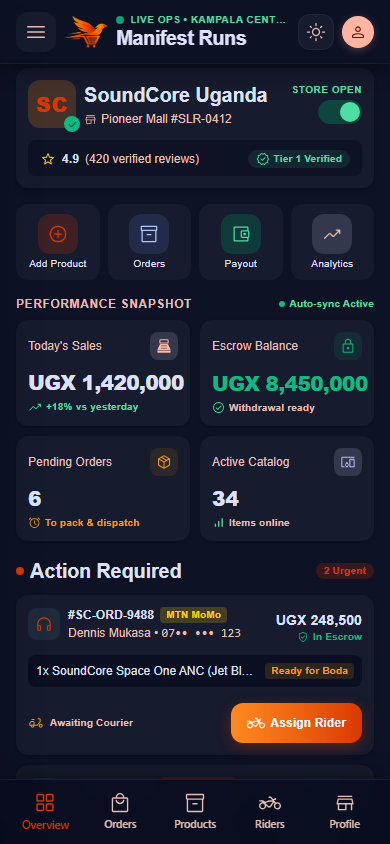 LIVE OPS • KAMPALA CENT...
Manifest Runs
SC
SoundCore Uganda
Pioneer Mall #SLR-0412
STORE OPEN
4.9 (420 verified reviews)
Tier 1 Verified
Add Product
Orders
Payout
Analytics
PERFORMANCE SNAPSHOT
Auto-sync Active
Today's Sales
UGX 1,420,000
+18% vs yesterday
Escrow Balance
UGX 8,450,000
Withdrawal ready
Pending Orders
6
To pack & dispatch
Active Catalog
34
Items online
Action Required
2 Urgent
#SC-ORD-9488 MTN MoMo
Dennis Mukasa • 07•• ••• 123
UGX 248,500
In Escrow
1x SoundCore Space One ANC (Jet Bl...
Ready for Boda
Awaiting Courier
Assign Rider
Overview
Orders
Products
Riders
Profile